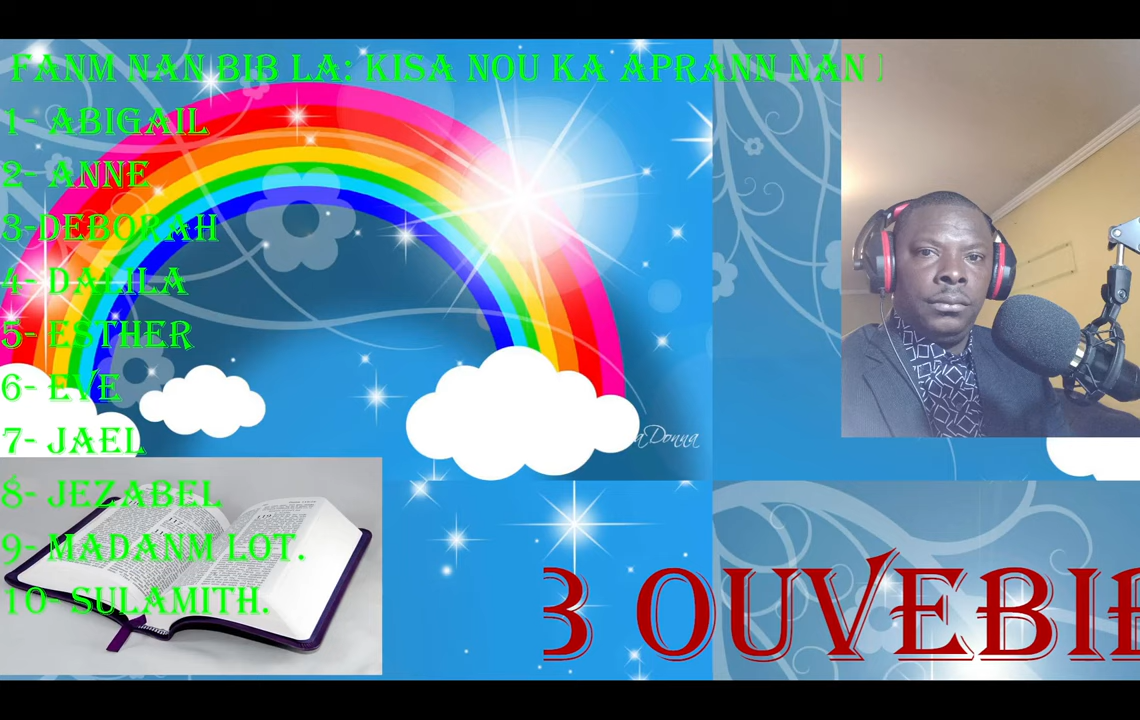 FANM NAN BIB LA: KISA NOU KA APRANN NAN
1- ABIGAIL
2- ANNE
3-DEBORAH
4- DALILA
5- ESTHER
6- EVE
7- JAEL
8- JEZABEL
9- MADANM LOT.
10- SULAMITH.
3 OUVEBIB